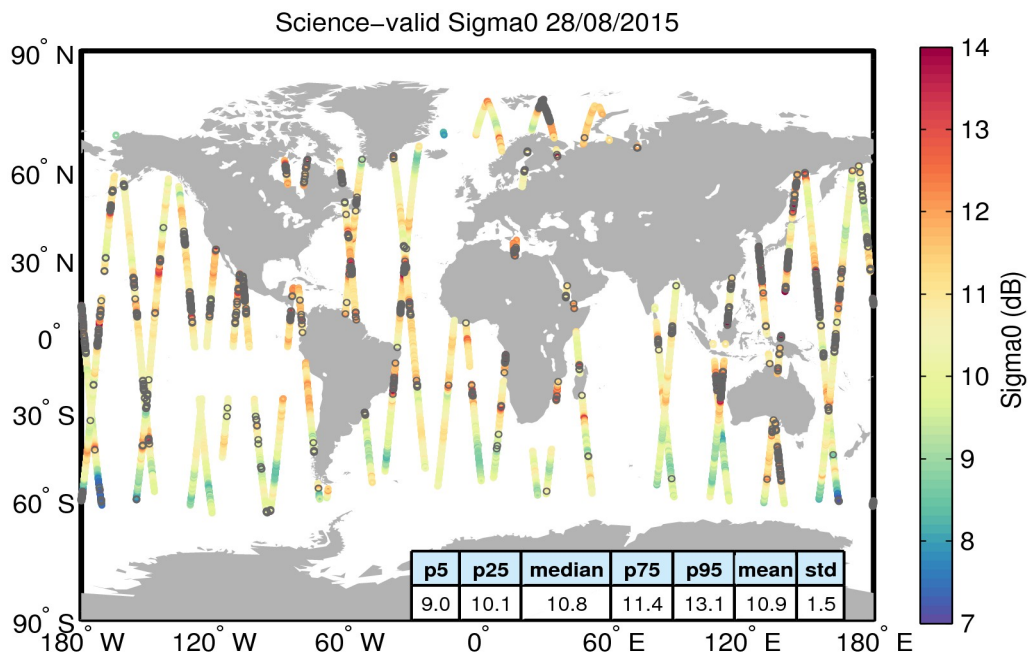 Science−valid Sigma0 28/08/2015
90° N
60° N
30° N
0°
30° S
60° S
90° S
180° W
120° W
60° W
0°
60° E
120° E
180° E
p5 p25 median p75 p95 mean std
9.0 10.1 10.8 11.4 13.1 10.9 1.5
14
13
12
11
10
9
8
7
Sigma0 (dB)